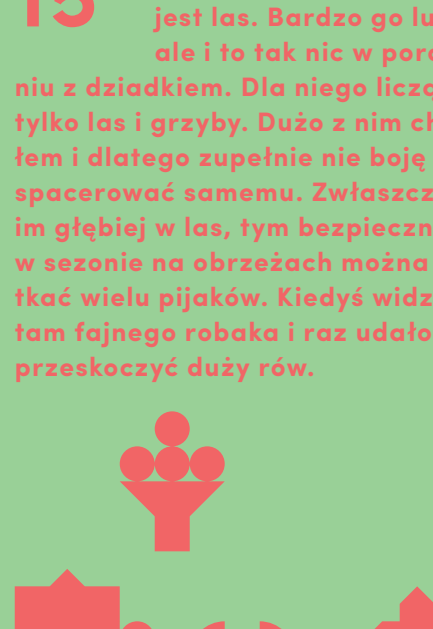 15
jest las. Bardzo go lu
ale i to tak nic w poró
niu z dziadkiem. Dla niego liczą
tylko las i grzyby. Dużo z nim ch
łem i dlatego zupełnie nie boję
spacerować samemu. Zwłaszcz
im głębiej w las, tym bezpieczn
w sezonie na obrzeżach można
tkać wielu pijaków. Kiedyś widz
tam fajnego robaka i raz udało
przeskoczyć duży rów.